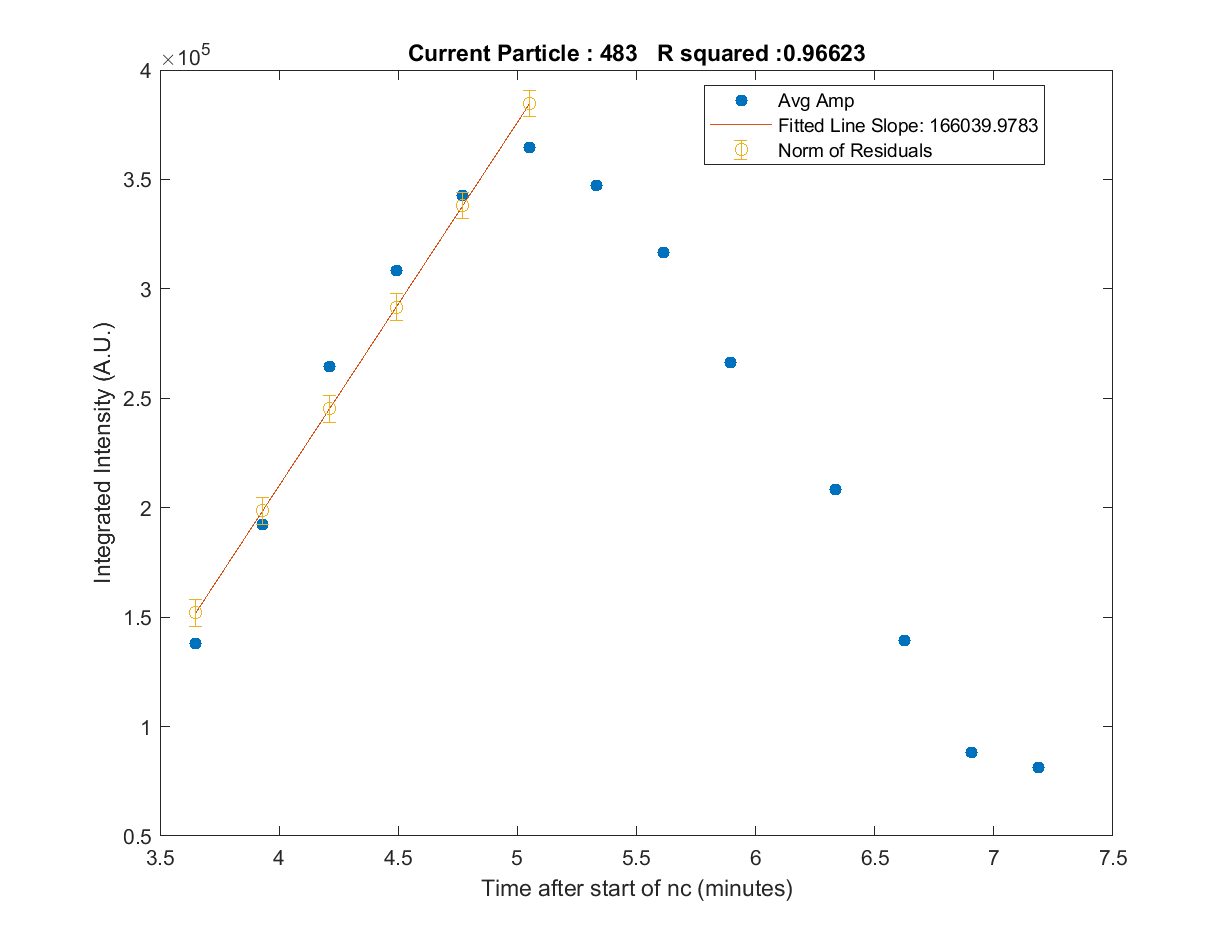 Current Particle : 483   R squared :0.96623
×10^5
4
3.5
3
2.5
2
1.5
1
0.5
Integrated Intensity (A.U.)
Avg Amp
Fitted Line Slope: 166039.9783
Norm of Residuals
3.5 4 4.5 5 5.5 6 6.5 7 7.5
Time after start of nc (minutes)